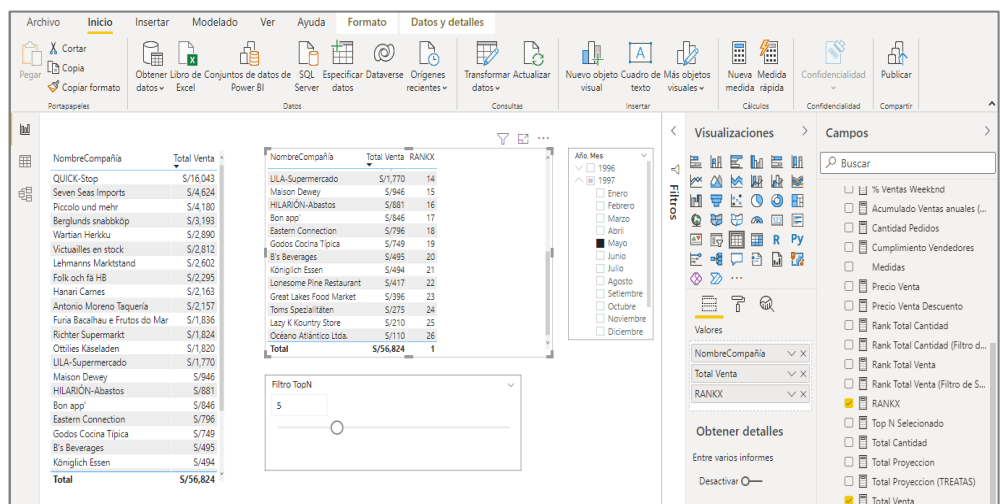 Archivo Inicio Insertar Modelado Ver Ayuda Formato Datos y detalles
Pegar
Cortar
Copia
Copiar formato
Portapapeles
Obtener datos
Libro de Excel
Conjuntos de datos de Power BI
SQL Server
Especificar datos
Dataverse
Orígenes recientes
Datos
Transformar datos
Actualizar
Consultas
Nuevo objeto visual
Cuadro de texto
Más objetos visuales
Insertar
Nueva medida
Medida rápida
Cálculos
Confidencialidad
Confidencialidad
Publicar
Compartir
NombreCompañía Total Venta
QUICK-Stop S/16,043
Seven Seas Imports S/4,624
Piccolo und mehr S/4,180
Berglunds snabbköp S/3,193
Wartian Herkku S/2,890
Victuailles en stock S/2,812
Lehmanns Marktstand S/2,602
Folk och fä HB S/2,295
Hanari Carnes S/2,163
Antonio Moreno Taquería S/2,157
Furia Bacalhau e Frutos do Mar S/1,836
Richter Supermarkt S/1,824
Ottilies Käseladen S/1,820
LILA-Supermercado S/1,770
Maison Dewey S/946
HILARIÓN-Abastos S/881
Bon app' S/846
Eastern Connection S/796
Godos Cocina Típica S/749
B's Beverages S/495
Königlich Essen S/494
Total S/56,824
NombreCompañía Total Venta RANKX
LILA-Supermercado S/1,770 14
Maison Dewey S/946 15
HILARIÓN-Abastos S/881 16
Bon app' S/846 17
Eastern Connection S/796 18
Godos Cocina Típica S/749 19
B's Beverages S/495 20
Königlich Essen S/494 21
Lonesome Pine Restaurant S/417 22
Great Lakes Food Market S/396 23
Toms Spezialitäten S/275 24
Lazy K Kountry Store S/210 25
Océano Atlántico Ltda. S/110 26
Total S/56,824 1
Filtro TopN
5
Año, Mes
1996
1997
Enero
Febrero
Marzo
Abril
Mayo
Junio
Julio
Agosto
Setiembre
Octubre
Noviembre
Diciembre
Filtros
Visualizaciones
R Py
Valores
NombreCompañía
Total Venta
RANKX
Obtener detalles
Entre varios informes
Desactivar
Campos
Buscar
% Ventas WeekEnd
Acumulado Ventas anuales (...
Cantidad Pedidos
Cumplimiento Vendedores
Medidas
Precio Venta
Precio Venta Descuento
Rank Total Cantidad
Rank Total Cantidad (Filtro d...
Rank Total Venta
Rank Total Venta (Filtro de S...
RANKX
Top N Selecionado
Total Cantidad
Total Proyeccion
Total Proyeccion (TREATAS)
Total Venta